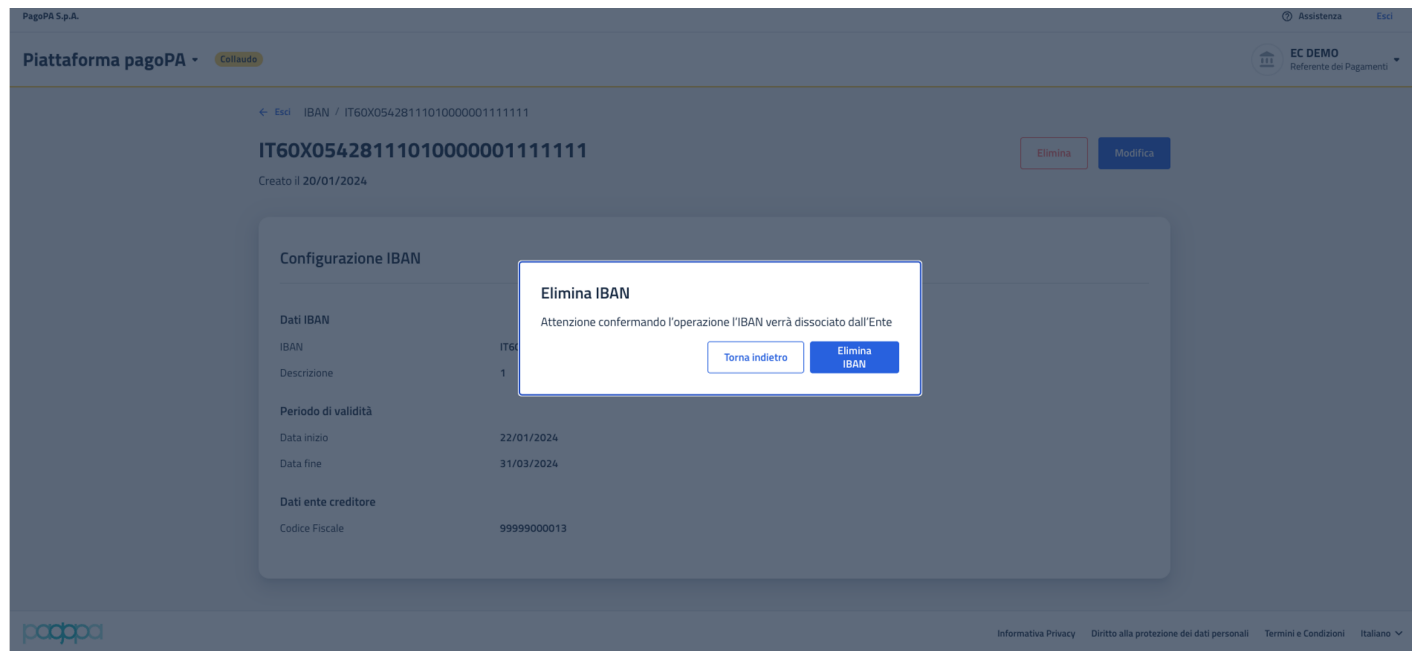 PagoPA S.p.A.
Assistenza Esci
Piattaforma pagoPA Collaudo
EC DEMO
Referente dei Pagamenti
← Esci IBAN / IT60X05428111010000001111111
IT60X05428111010000001111111
Elimina Modifica
Creato il 20/01/2024
Configurazione IBAN
Elimina IBAN
Attenzione confermando l'operazione l'IBAN verrà dissociato dall'Ente
Torna indietro Elimina
IBAN
Dati IBAN
IBAN IT60
Descrizione 1
Periodo di validità
Data inizio 22/01/2024
Data fine 31/03/2024
Dati ente creditore
Codice Fiscale 99999000013
pagopa
Informativa Privacy Diritto alla protezione dei dati personali Termini e Condizioni Italiano